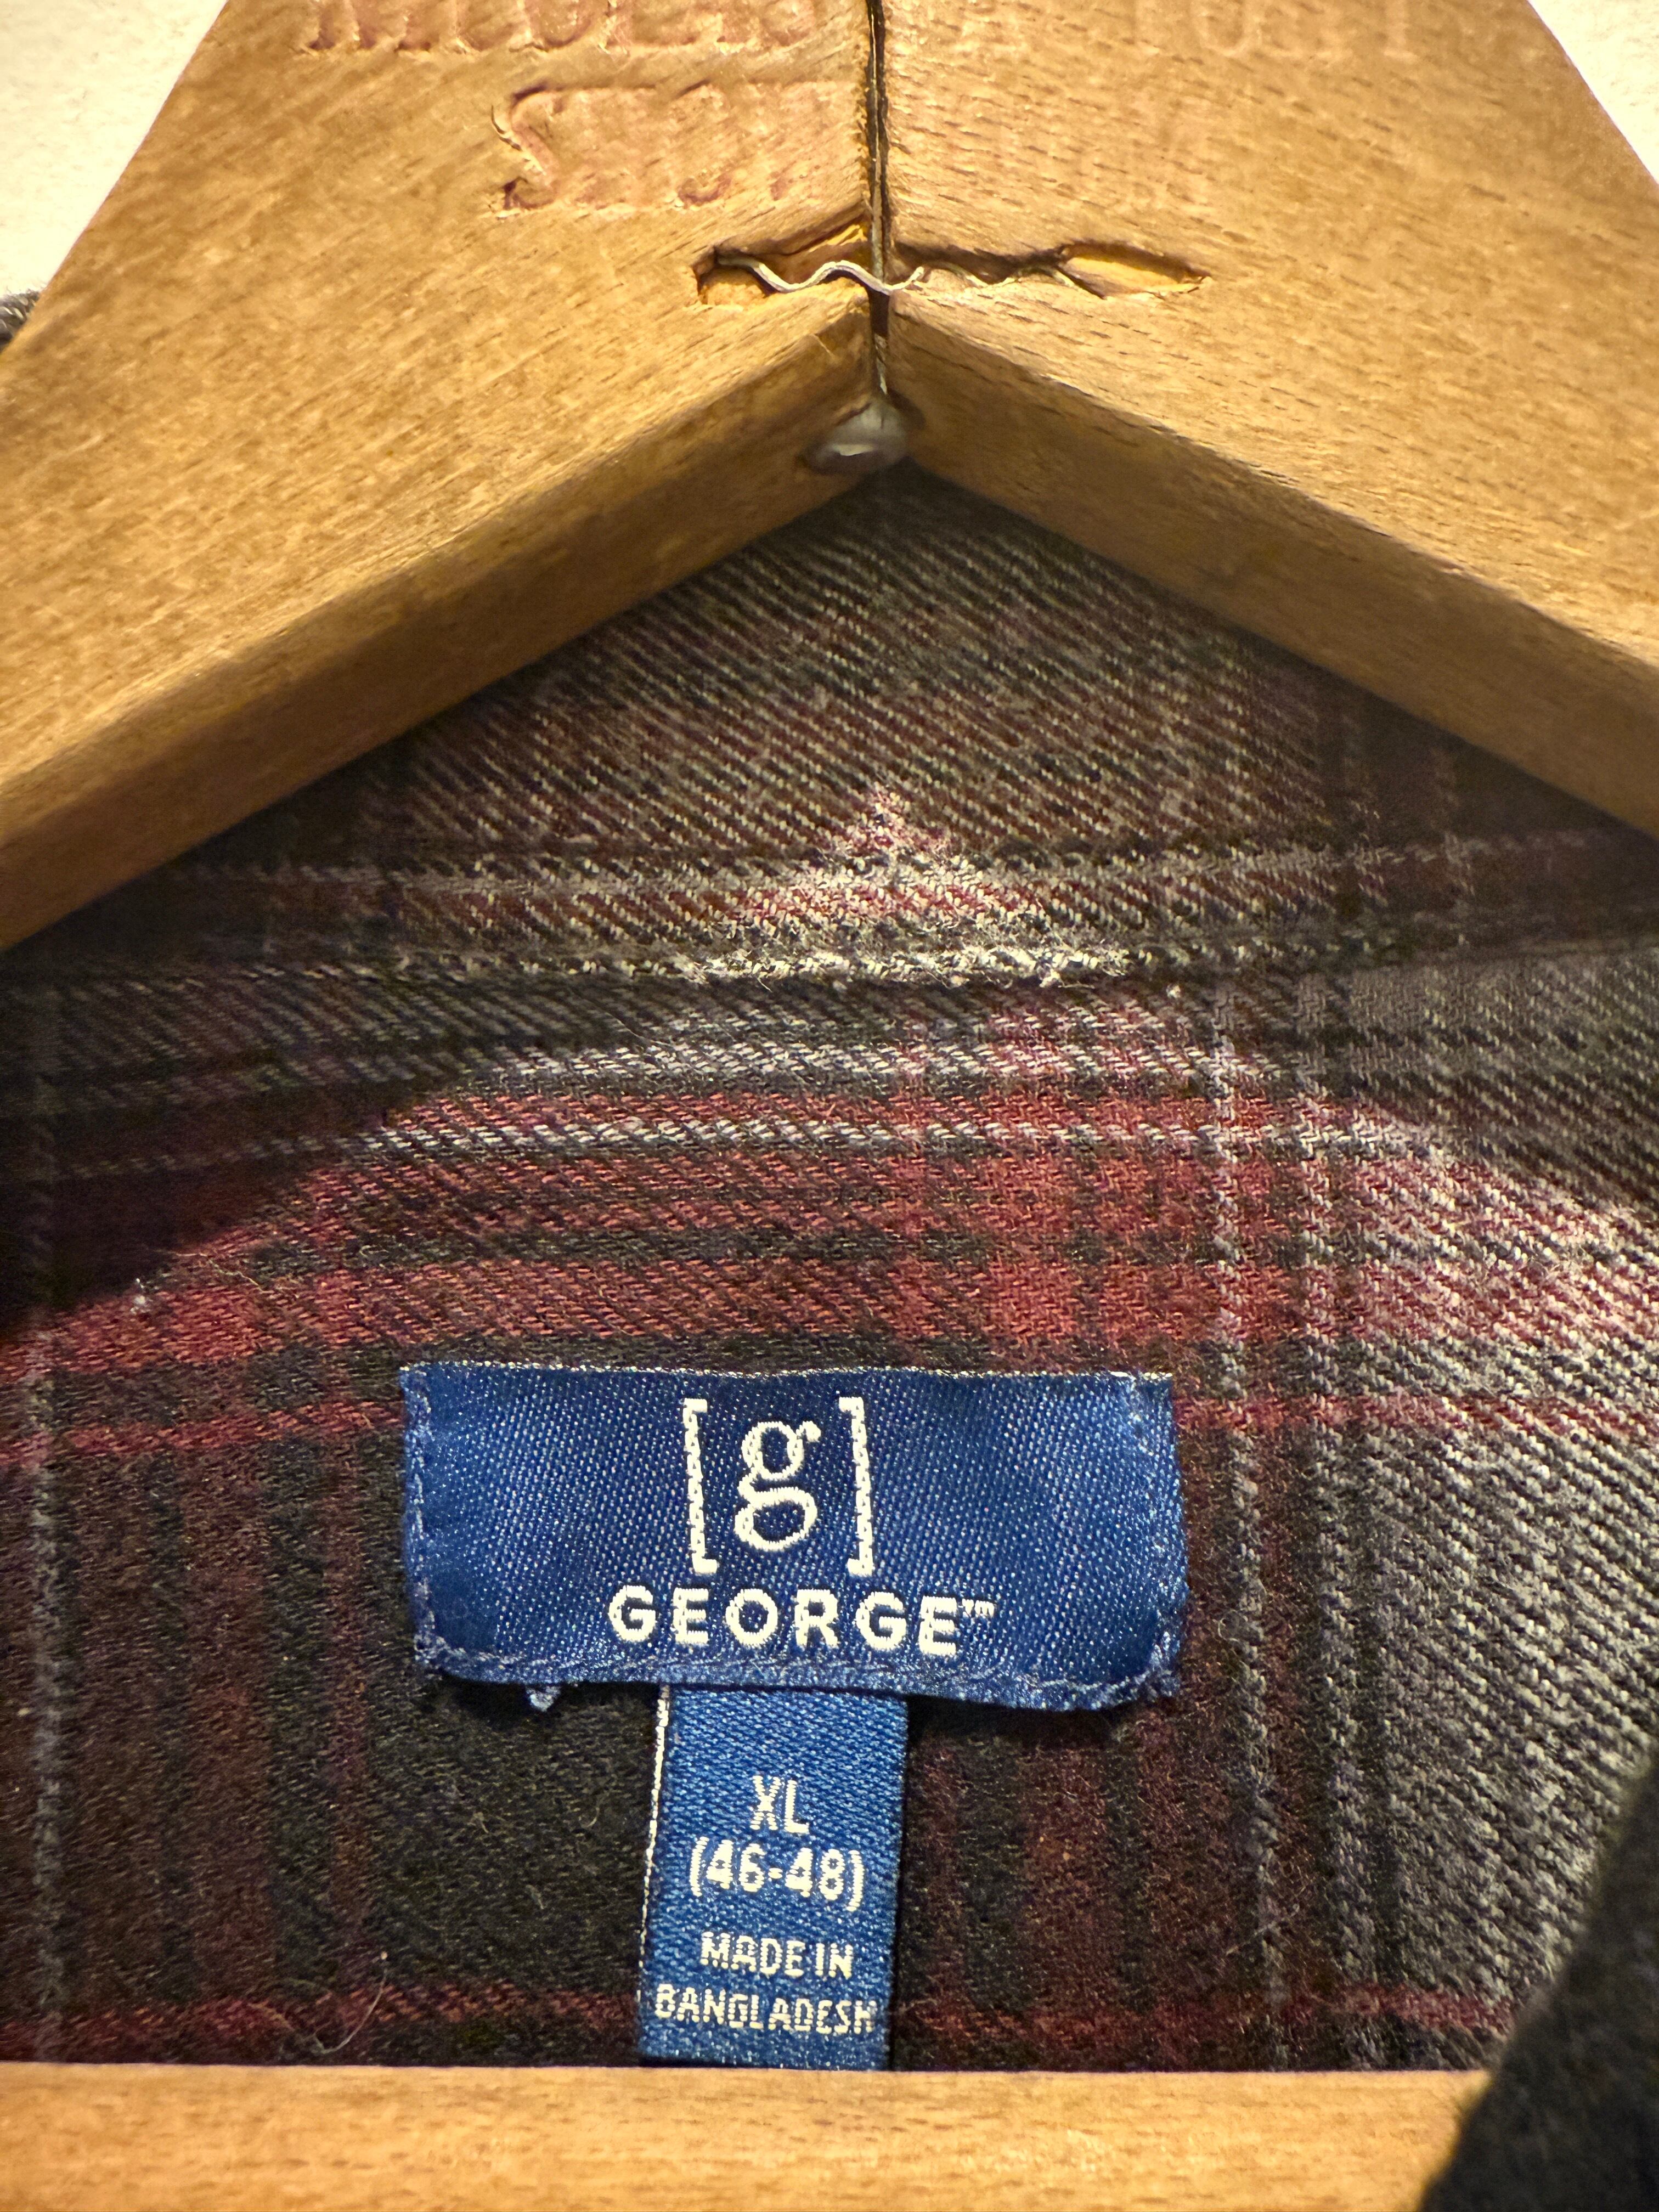 [g]
GEORGE™
XL
(46-48)
MADE IN
BANGLADESH